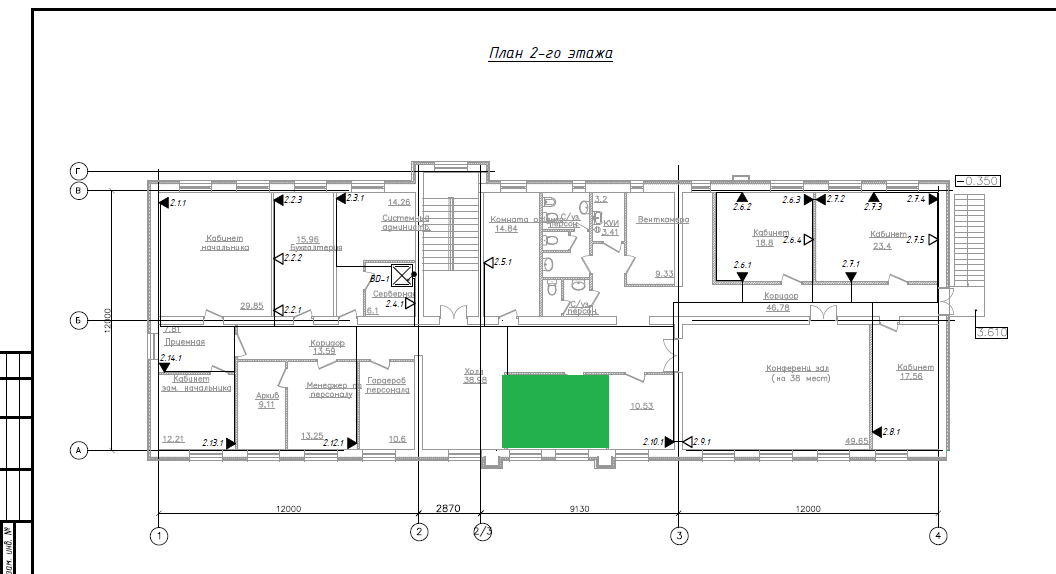 План 2-го этажа
Г
В
-0.350
2.1.1
2.2.3
2.3.1
14.26
3.2
2.6.2
2.6.3
2.7.2
2.7.3
2.7.4
Системный
админист.
Комната
14.84
С/уз.
персон.
КУИ
3.41
Венткамера
Кабинет
начальника
15,96
Бухгалтерия
Кабинет
18.8
2.6.4
Кабинет
23,4
2.7.5
2.2.2
2.5.1
ВО-1
9.33
2.6.1
2.7.1
Серверная
29.85
2.2.1
6.1
2.4.1
С/уз.
персон.
Коридор
46.78
Б
12000
7.81
Приемная
3.610
Коридор
13,59
2.14.1
Кабинет
зам. начальника
Менеджер по
персоналу
Гардероб
персонала
Холл
38.98
Конференц зал
(на 38 мест)
Кабинет
17.56
Архив
9,11
10.53
12.21
2.13.1
13.25
2.12.1
10.6
2.10.1
2.9.1
49.65
2.8.1
А
12000
2870
9130
12000
1
2
2/3
3
4
инв. №